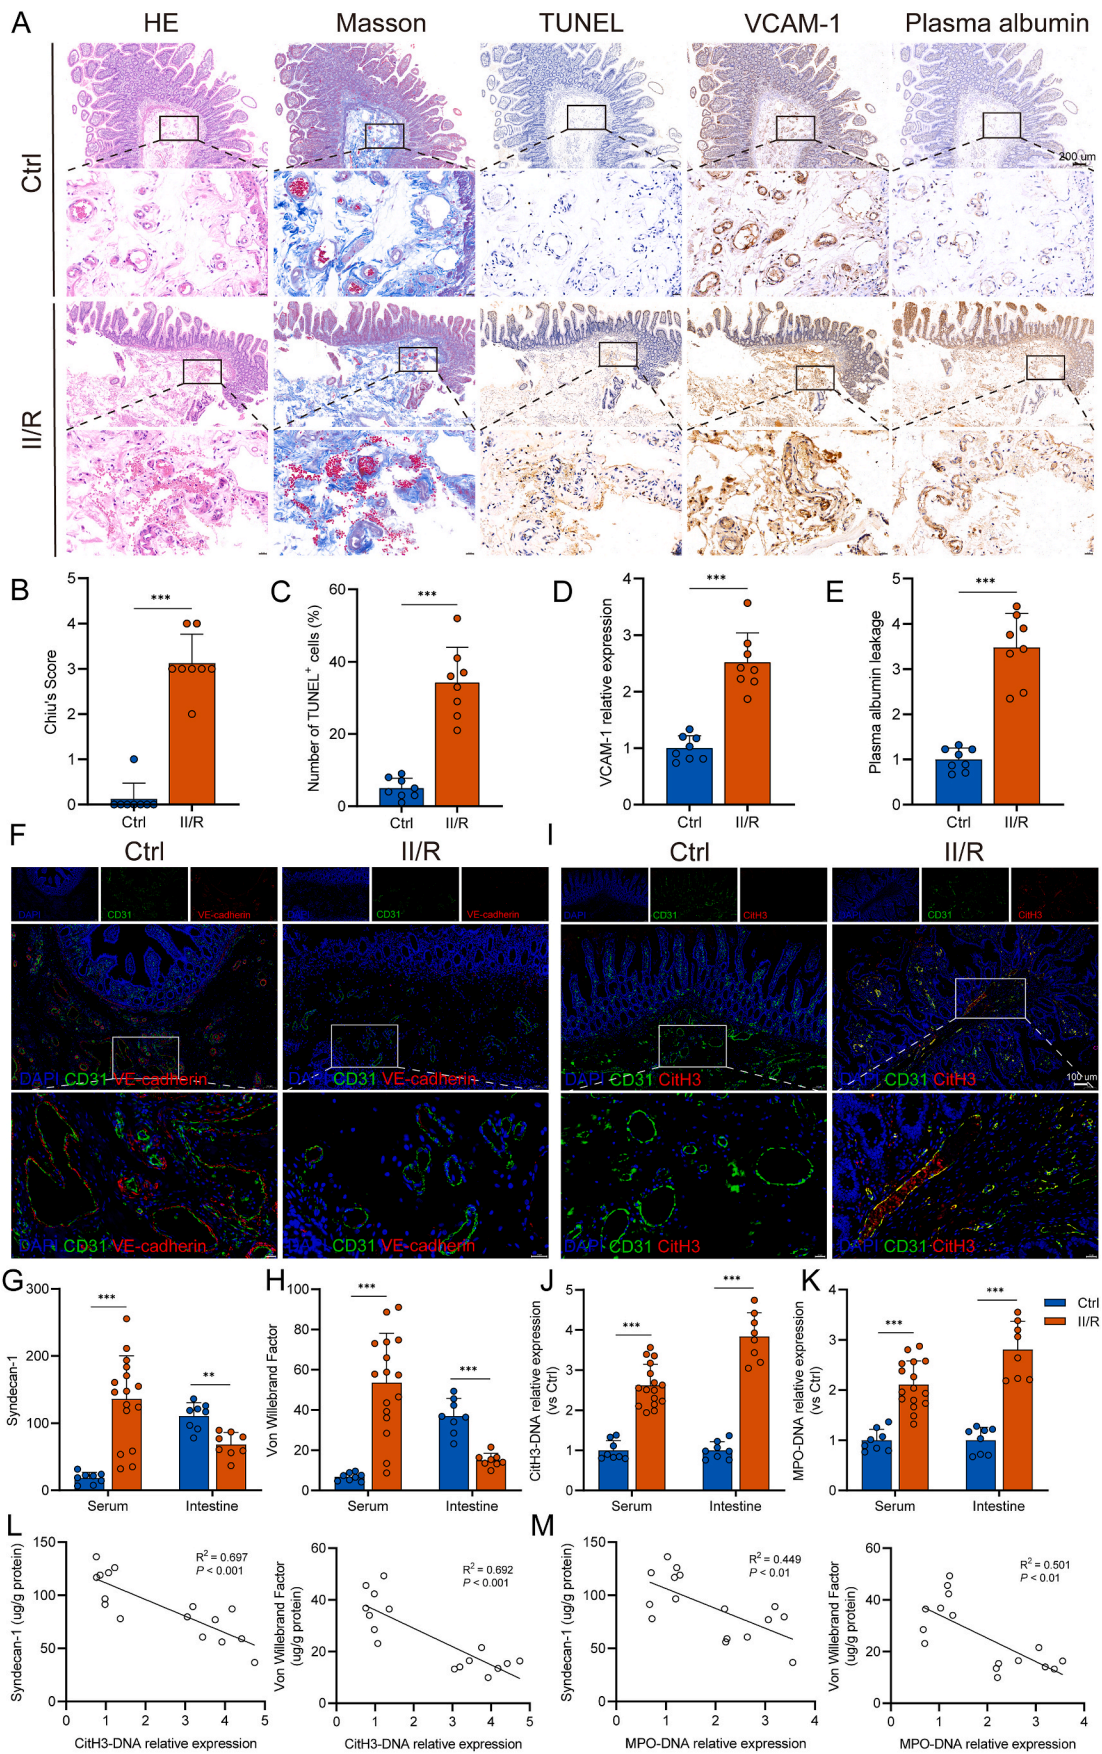 A
HE Masson TUNEL VCAM-1 Plasma albumin
Ctrl
200 um
II/R
B
Chiu's Score
5
4
3
2
1
0
Ctrl II/R
***
C
Number of TUNEL+ cells (%)
60
40
20
0
Ctrl II/R
***
D
VCAM-1 relative expression
4
3
2
1
0
Ctrl II/R
***
E
Plasma albumin leakage
5
4
3
2
1
0
Ctrl II/R
***
F
Ctrl II/R
DAPI CD31 VE-cadherin
DAPI CD31 VE-cadherin
DAPI CD31 VE-cadherin
DAPI CD31 VE-cadherin
DAPI CD31 VE-cadherin
DAPI CD31 VE-cadherin
I
Ctrl II/R
DAPI CD31 CitH3
DAPI CD31 CitH3
DAPI CD31 CitH3
DAPI CD31 CitH3
100 um
DAPI CD31 CitH3
DAPI CD31 CitH3
G
Syndecan-1
300
200
100
0
Serum Intestine
*** **
H
Von Willebrand Factor
100
80
60
40
20
0
Serum Intestine
*** ***
J
CitH3-DNA relative expression
(vs Ctrl)
5
4
3
2
1
0
Serum Intestine
*** ***
K
MPO-DNA relative expression
(vs Ctrl)
4
3
2
1
0
Serum Intestine
*** ***
Ctrl
II/R
L
Syndecan-1 (ug/g protein)
150
100
50
0
0 1 2 3 4 5
CitH3-DNA relative expression
R2 = 0.697
P < 0.001
Von Willebrand Factor
(ug/g protein)
60
40
20
0
0 1 2 3 4 5
CitH3-DNA relative expression
R2 = 0.692
P < 0.001
M
Syndecan-1 (ug/g protein)
150
100
50
0
0 1 2 3 4
MPO-DNA relative expression
R2 = 0.449
P < 0.01
Von Willebrand Factor
(ug/g protein)
60
40
20
0
0 1 2 3 4
MPO-DNA relative expression
R2 = 0.501
P < 0.01